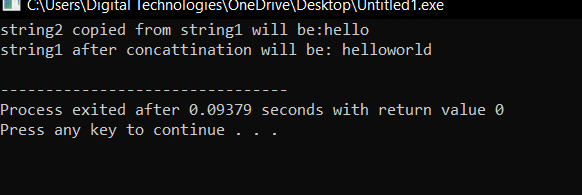 C:\Users\Digital Technologies\OneDrive\Desktop\Untitled1.exe
string2 copied from string1 will be:hello
string1 after concattination will be: helloworld
--------------------------------
Process exited after 0.09379 seconds with return value 0
Press any key to continue . . .